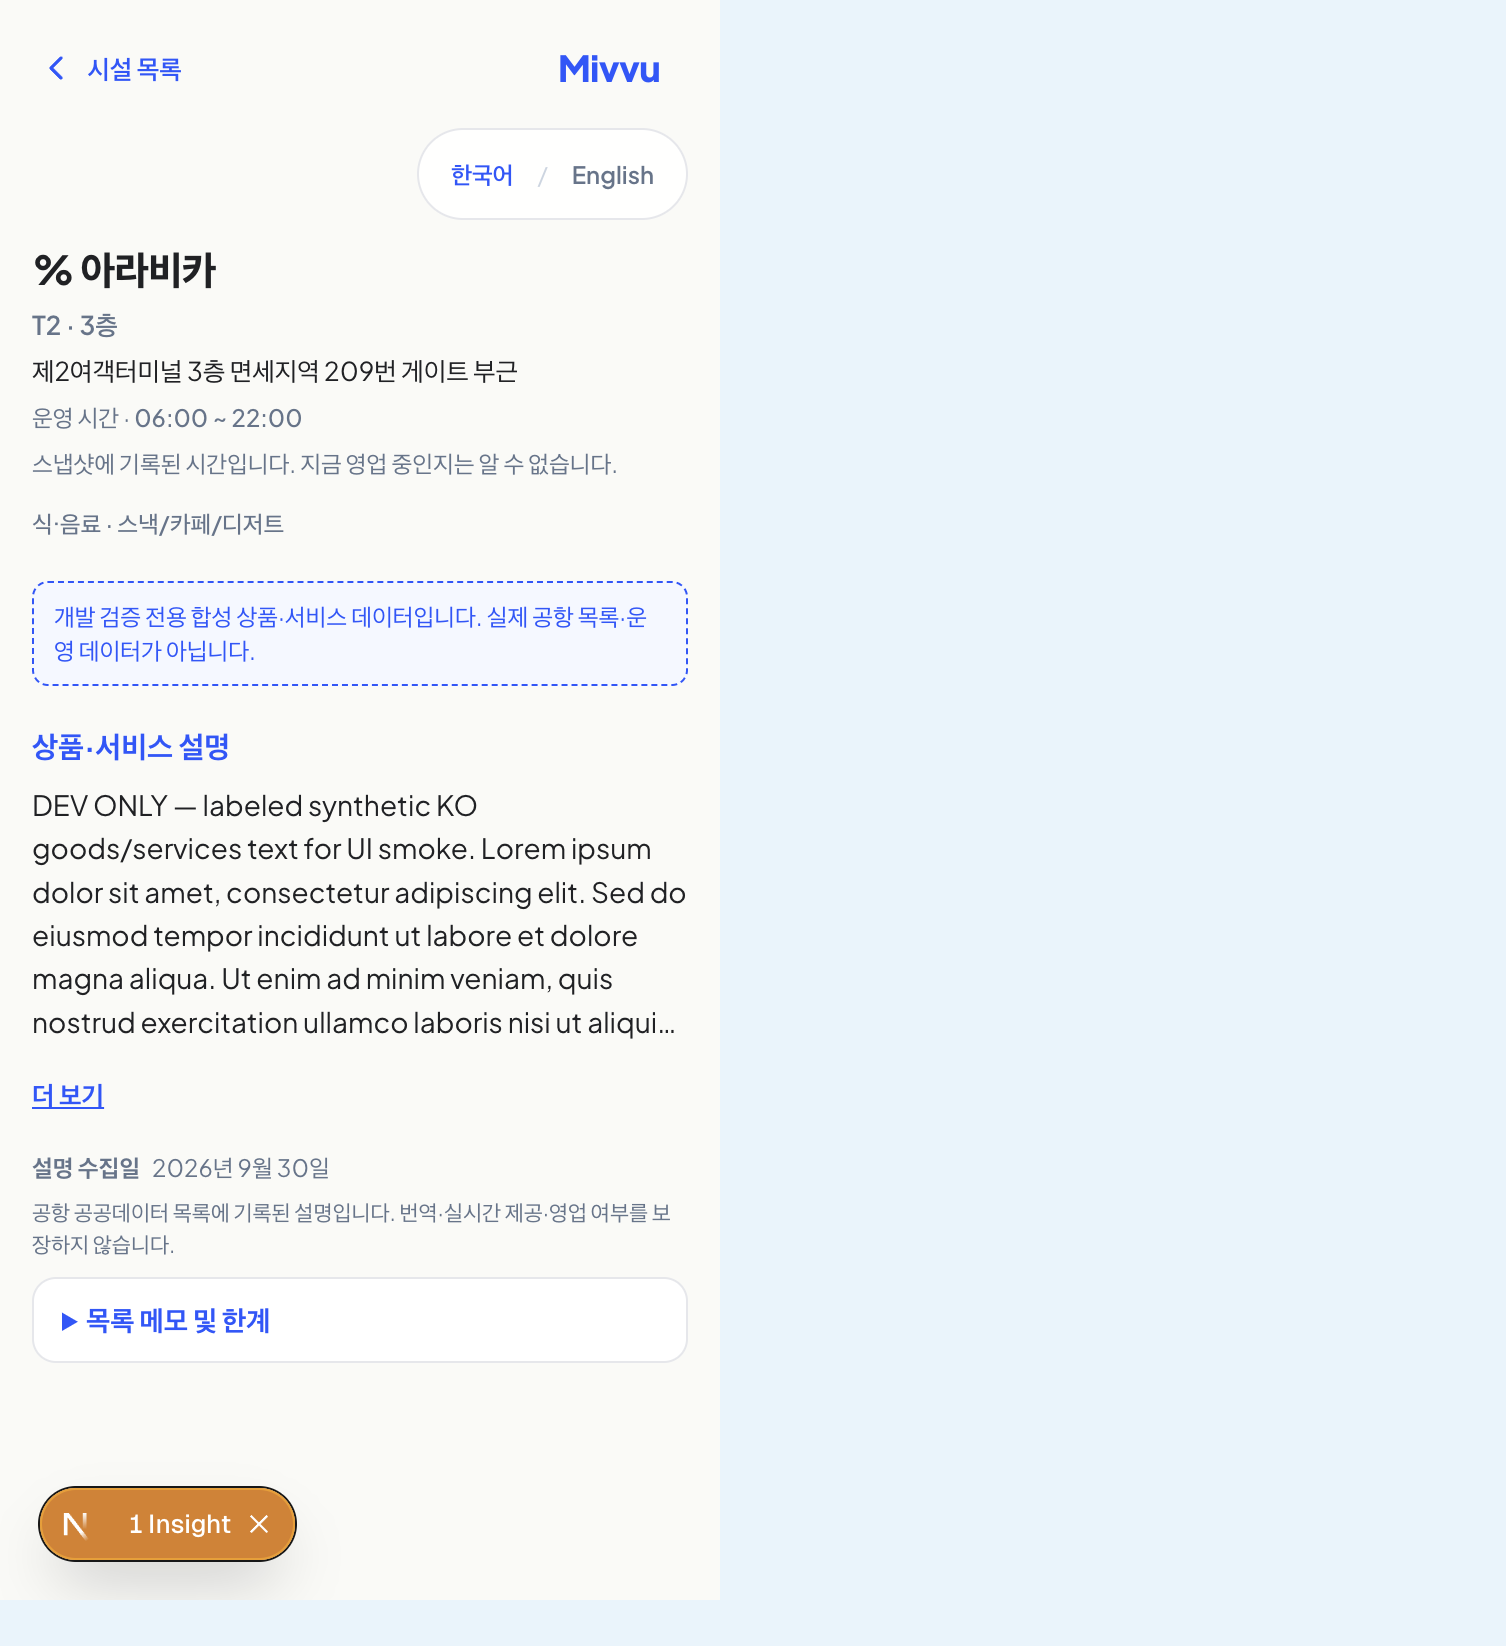 시설 목록
Mivvu
한국어 / English
% 아라비카
T2 · 3층
제2여객터미널 3층 면세지역 209번 게이트 부근
운영 시간 · 06:00 ~ 22:00
스냅샷에 기록된 시간입니다. 지금 영업 중인지는 알 수 없습니다.
식·음료 · 스낵/카페/디저트
개발 검증 전용 합성 상품·서비스 데이터입니다. 실제 공항 목록·운
영 데이터가 아닙니다.
상품·서비스 설명
DEV ONLY — labeled synthetic KO
goods/services text for UI smoke. Lorem ipsum
dolor sit amet, consectetur adipiscing elit. Sed do
eiusmod tempor incididunt ut labore et dolore
magna aliqua. Ut enim ad minim veniam, quis
nostrud exercitation ullamco laboris nisi ut aliqui...
더 보기
설명 수집일 2026년 9월 30일
공항 공공데이터 목록에 기록된 설명입니다. 번역·실시간 제공·영업 여부를 보
장하지 않습니다.
▶ 목록 메모 및 한계
N 1 Insight ×